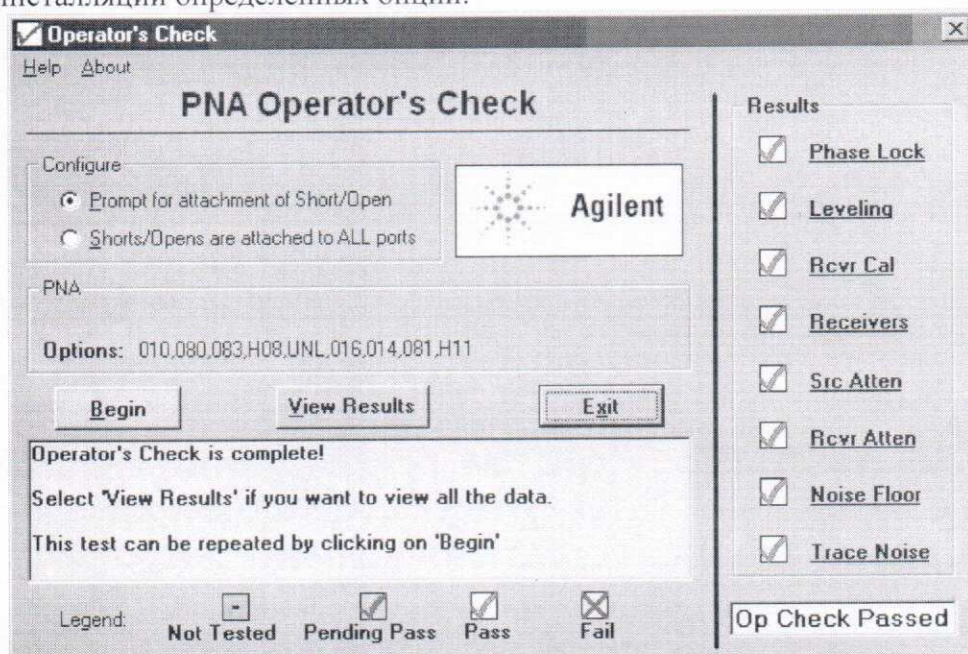 инсталляции определенных опций.
Operator's Check
Help About
PNA Operator's Check
Configure
Prompt for attachment of Short/Open
Shorts/Opens are attached to ALL ports
Agilent
PNA
Options: 010,080,083,H08,UNL,016,014,081,H11
Begin View Results Exit
Operator's Check is complete!
Select 'View Results' if you want to view all the data.
This test can be repeated by clicking on 'Begin'
Legend: Not Tested Pending Pass Pass Fail
Results
Phase Lock
Leveling
Rcvr Cal
Receivers
Src Atten
Rcvr Atten
Noise Floor
Trace Noise
Op Check Passed